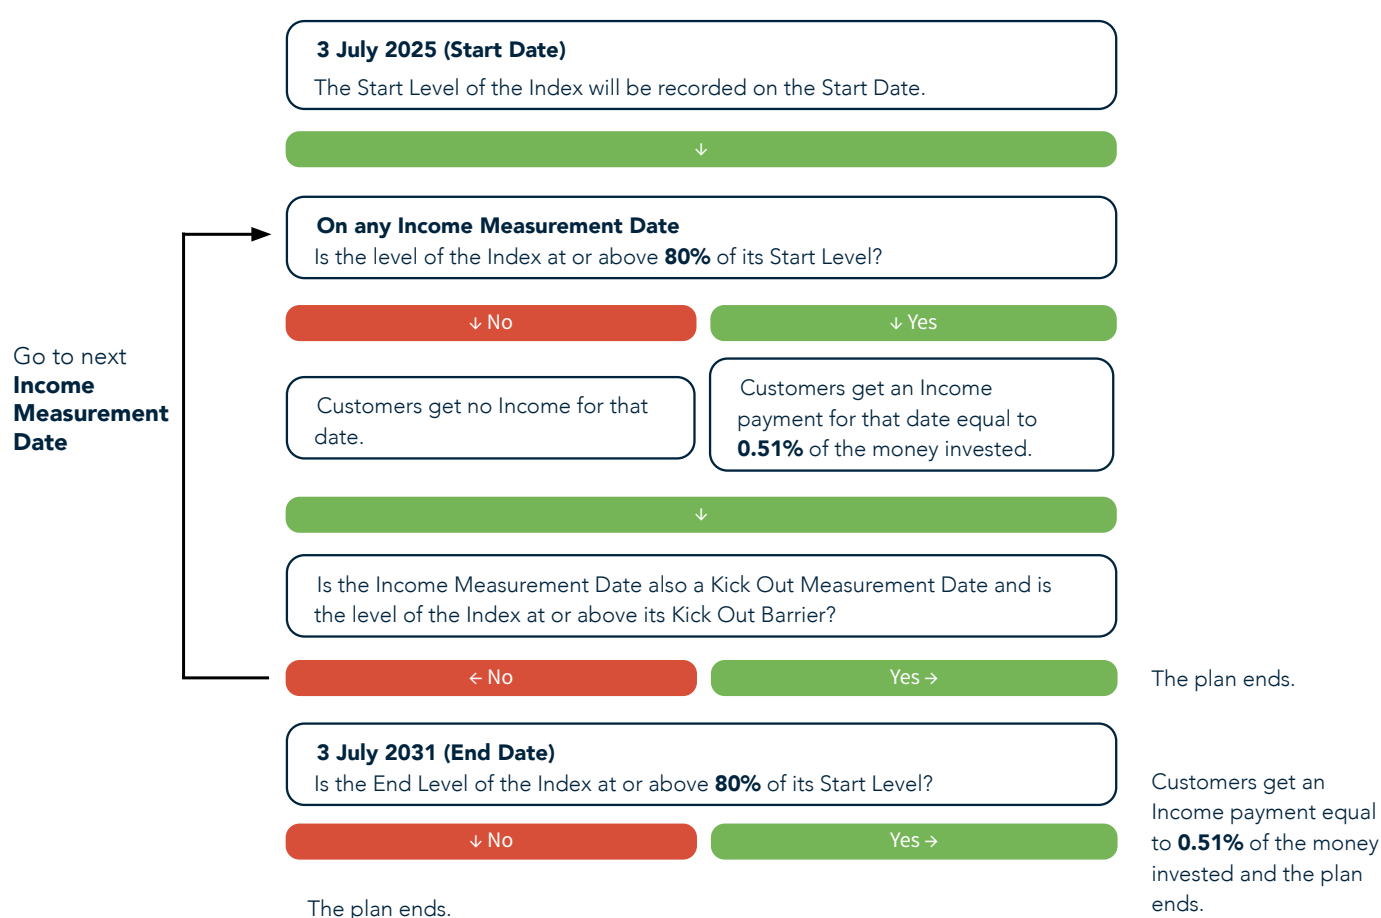 3 July 2025 (Start Date)
The Start Level of the Index will be recorded on the Start Date.
↓
On any Income Measurement Date
Is the level of the Index at or above 80% of its Start Level?
↓ No
↓ Yes
Go to next
Income
Measurement
Date
Customers get no Income for that
date.
Customers get an Income
payment for that date equal to
0.51% of the money invested.
↓
Is the Income Measurement Date also a Kick Out Measurement Date and is
the level of the Index at or above its Kick Out Barrier?
← No
Yes →
The plan ends.
3 July 2031 (End Date)
Is the End Level of the Index at or above 80% of its Start Level?
↓ No
Yes →
Customers get an
Income payment equal
to 0.51% of the money
invested and the plan
ends.
The plan ends.